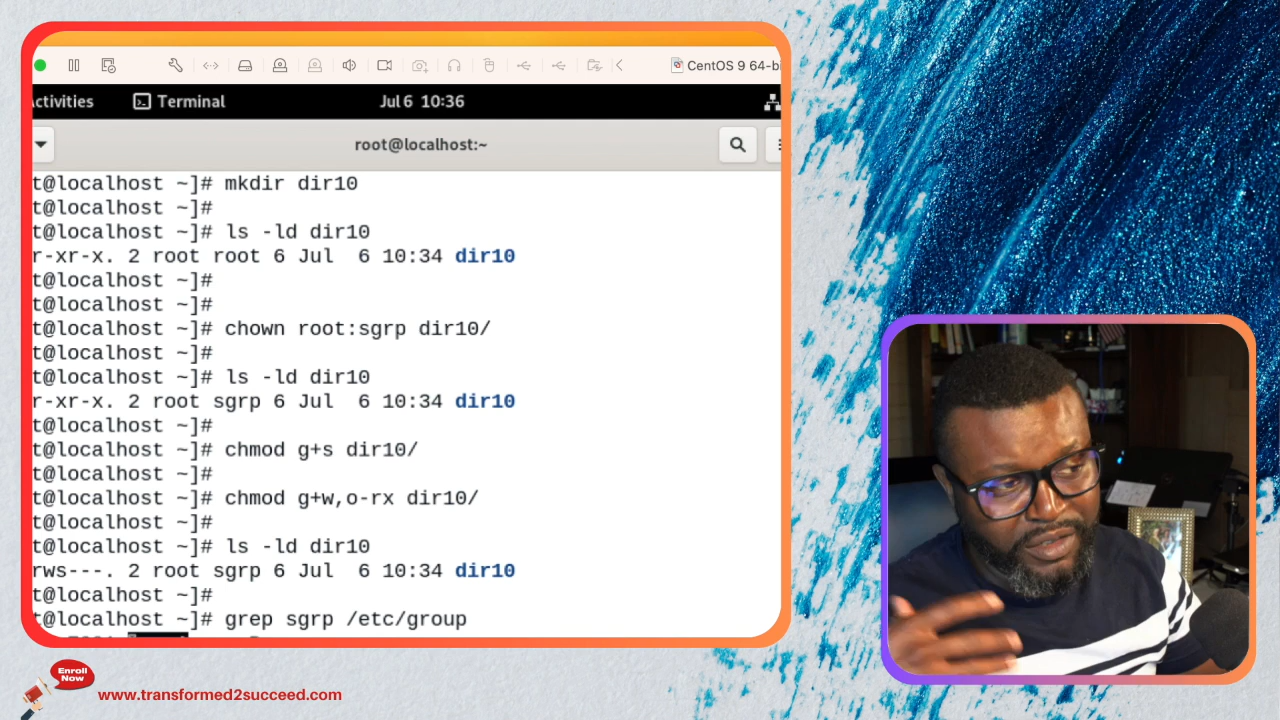 CentOS 9 64-bi
ctivities
Terminal
Jul 6 10:36
root@localhost:~
t@localhost ~]# mkdir dir10
t@localhost ~]#
t@localhost ~]# ls -ld dir10
r-xr-x. 2 root root 6 Jul  6 10:34 dir10
t@localhost ~]#
t@localhost ~]#
t@localhost ~]# chown root:sgrp dir10/
t@localhost ~]#
t@localhost ~]# ls -ld dir10
r-xr-x. 2 root sgrp 6 Jul  6 10:34 dir10
t@localhost ~]#
t@localhost ~]# chmod g+s dir10/
t@localhost ~]#
t@localhost ~]# chmod g+w,o-rx dir10/
t@localhost ~]#
t@localhost ~]# ls -ld dir10
rws---. 2 root sgrp 6 Jul  6 10:34 dir10
t@localhost ~]#
t@localhost ~]# grep sgrp /etc/group
Enroll
Now
www.transformed2succeed.com